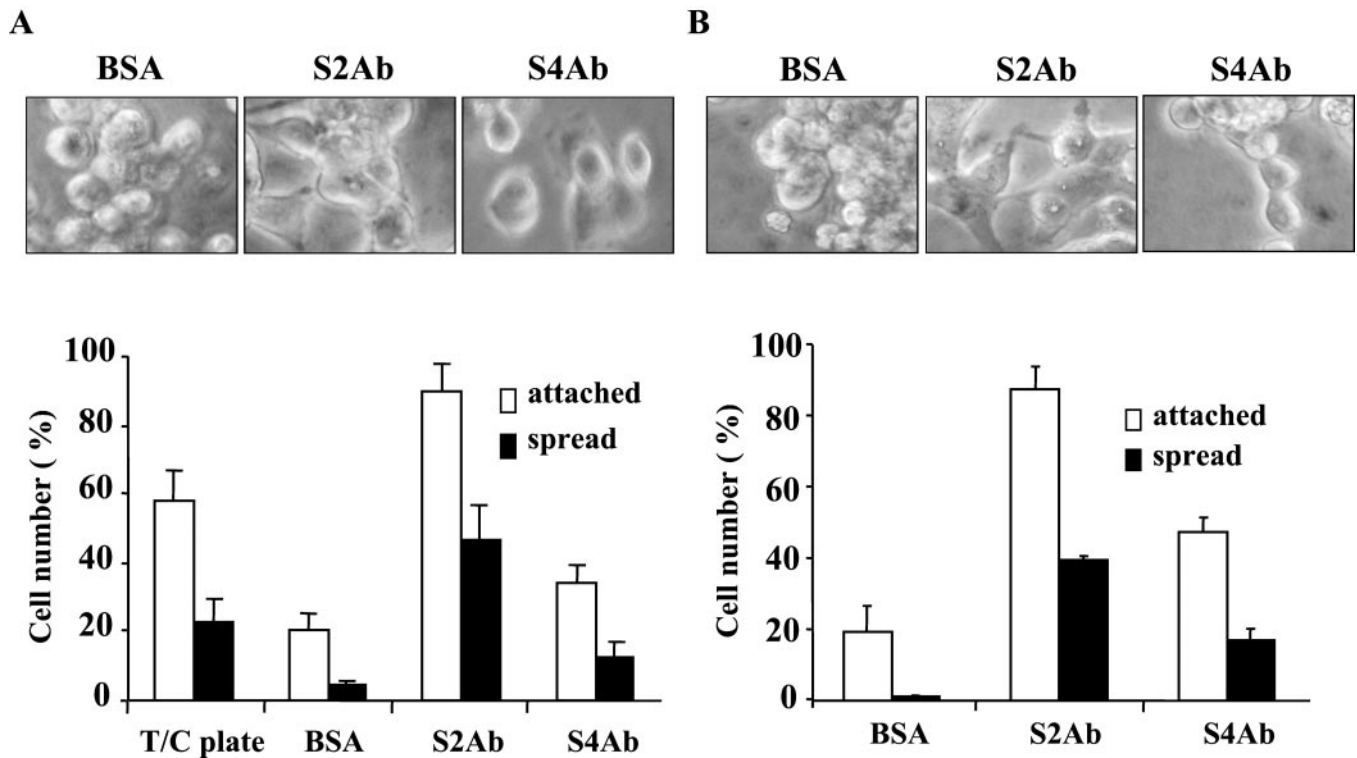 A
BSA S2Ab S4Ab
B
BSA S2Ab S4Ab
100
80
60
40
20
0
Cell number ( %)
attached
spread
T/C plate BSA S2Ab S4Ab
100
80
60
40
20
0
Cell number ( %)
attached
spread
BSA S2Ab S4Ab